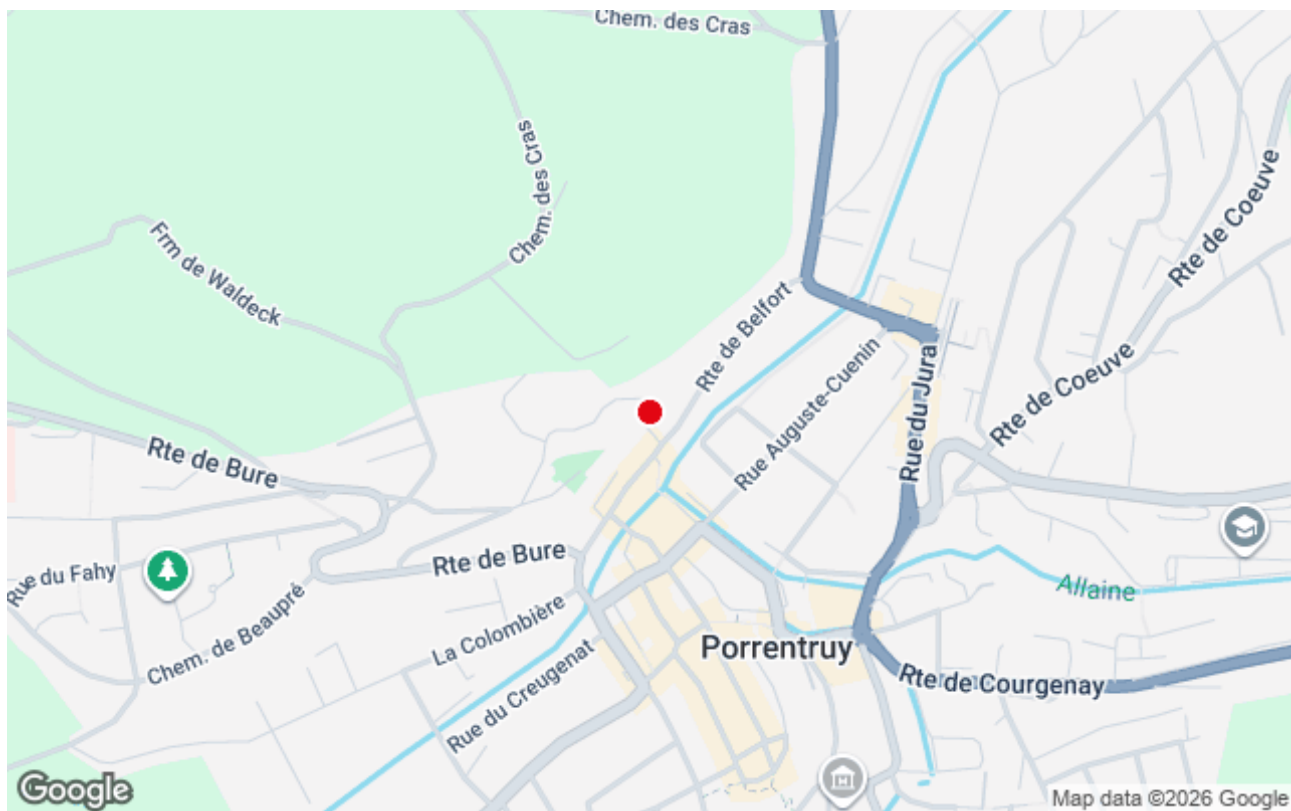 Chem. des Cras
Chem. des Cras
Frm de Waldeck
Rte de Coeuve
Rte de Belfort
Rue Auguste-Cuenin
Rue du Jura
Rte de Coeuve
Rte de Bure
Rte de Bure
Rue du Fahy
Allaine
La Colombière
Chem. de Beaupré
Porrentruy
Rue du Creugenat
Rte de Courgenay
Google
Map data ©2026 Google